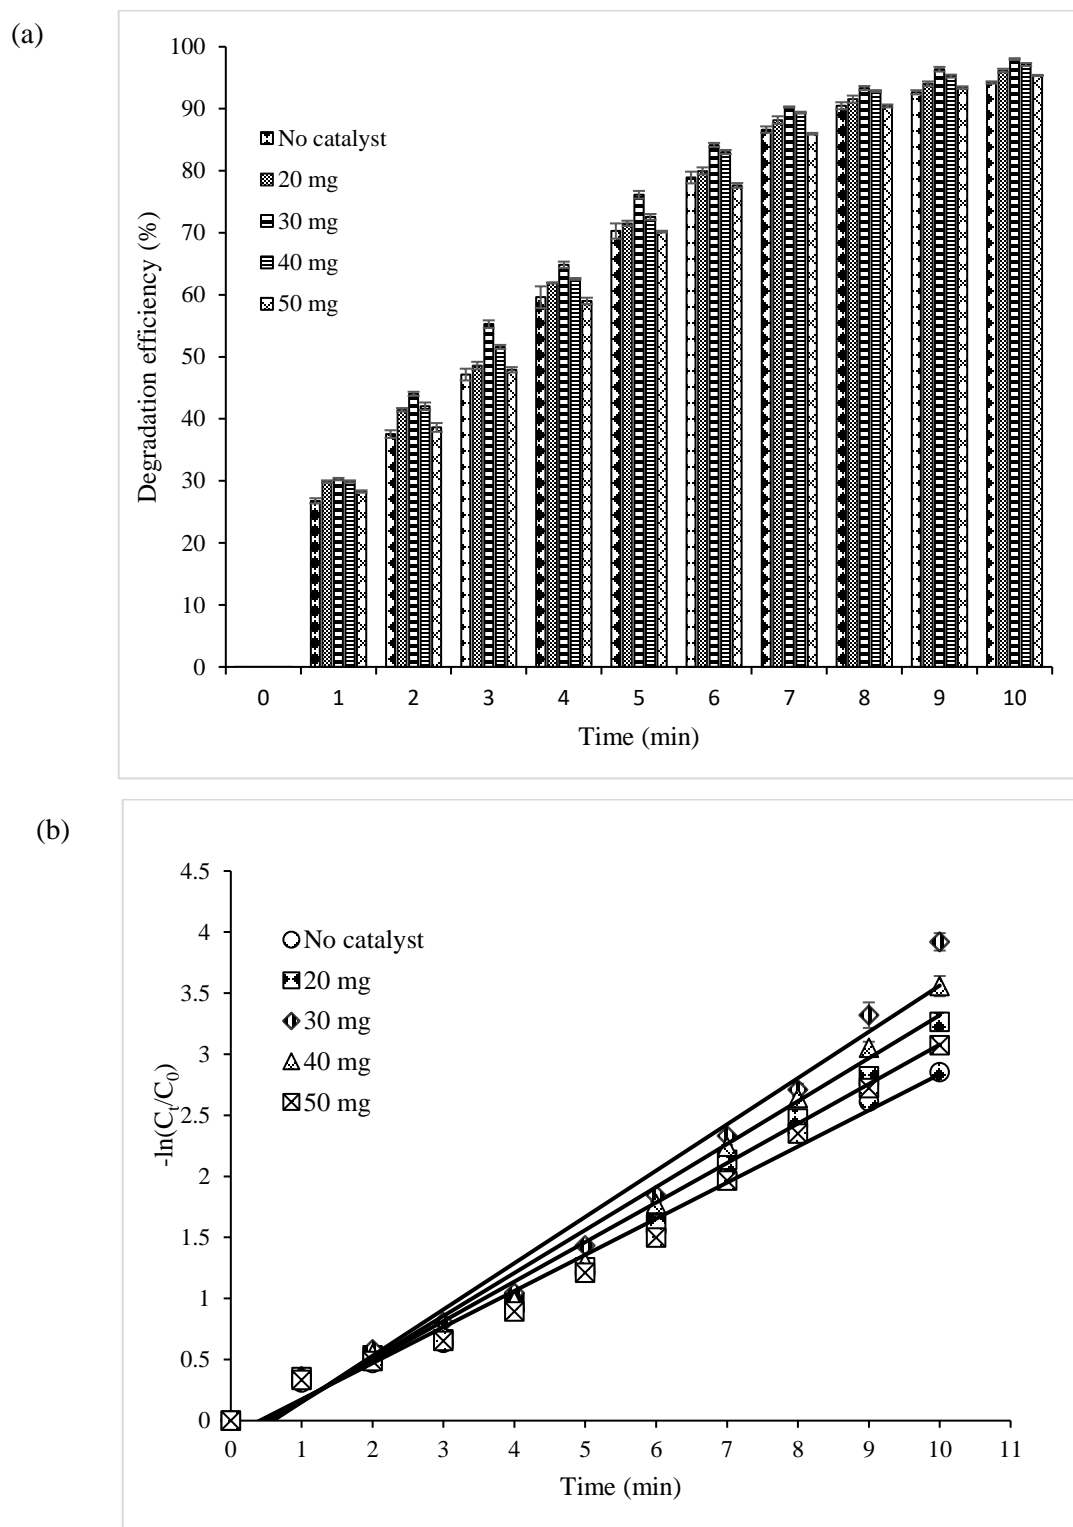 (a)
100
90
80
70
60
50
40
30
20
10
0
Degradation efficiency (%)
No catalyst
20 mg
30 mg
40 mg
50 mg
0 1 2 3 4 5 6 7 8 9 10
Time (min)
(b)
4.5
4
3.5
3
2.5
2
1.5
1
0.5
0
-ln(Ct/C0)
No catalyst
20 mg
30 mg
40 mg
50 mg
0 1 2 3 4 5 6 7 8 9 10 11
Time (min)